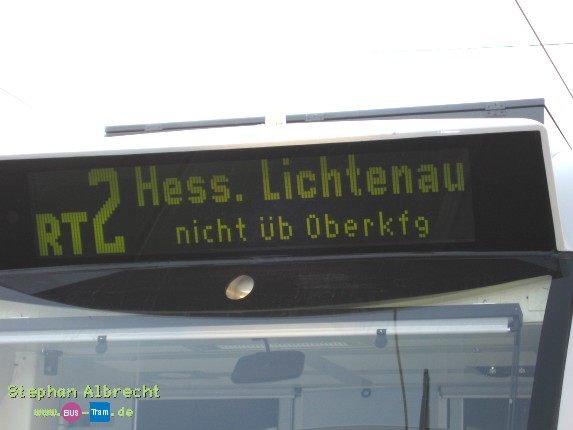 RT2 Hess. Lichtenau
nicht üb Oberkfg
Stephan Albrecht
www.BUS-Tram.de